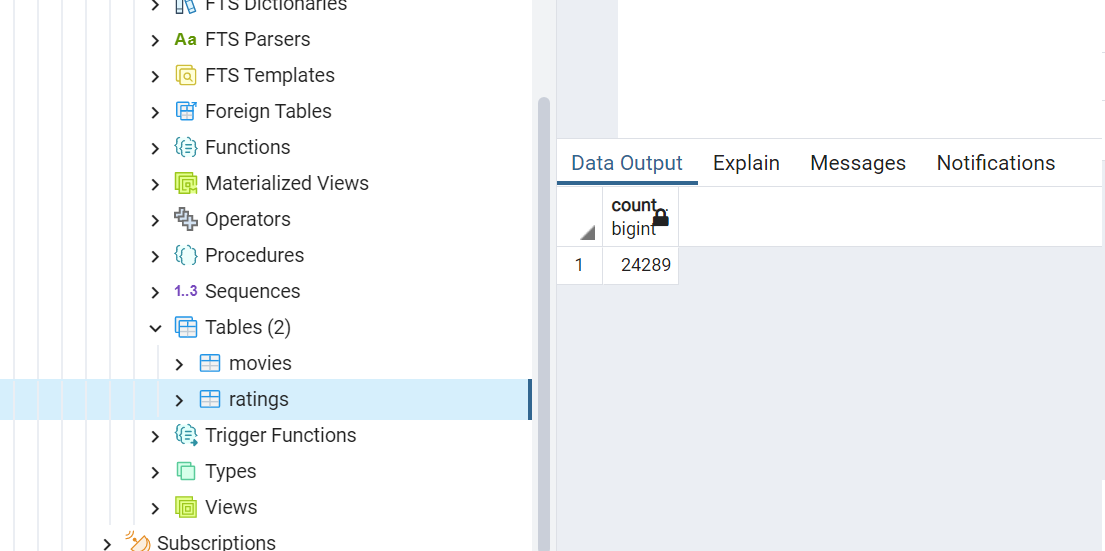 FTS Dictionaries
Aa FTS Parsers
FTS Templates
Foreign Tables
Functions
Materialized Views
Operators
Procedures
1..3 Sequences
Tables (2)
movies
ratings
Trigger Functions
Types
Views
Subscriptions
Data Output Explain Messages Notifications
count
bigint
1 24289